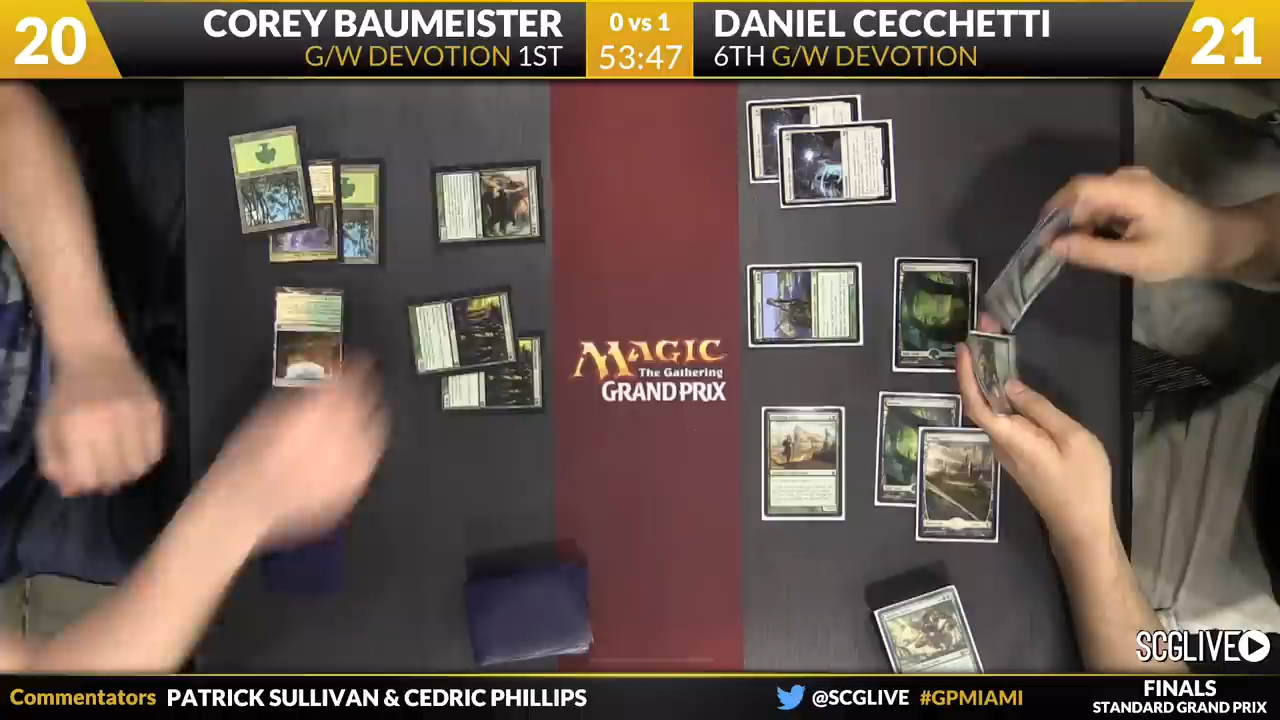 20
COREY BAUMEISTER
G/W DEVOTION 1ST
0 vs 1
53:47
DANIEL CECCHETTI
6TH G/W DEVOTION
21
MAGIC
The Gathering
GRAND PRIX
SCGLIVE
Commentators PATRICK SULLIVAN & CEDRIC PHILLIPS
@SCGLIVE #GPMIAMI
FINALS
STANDARD GRAND PRIX